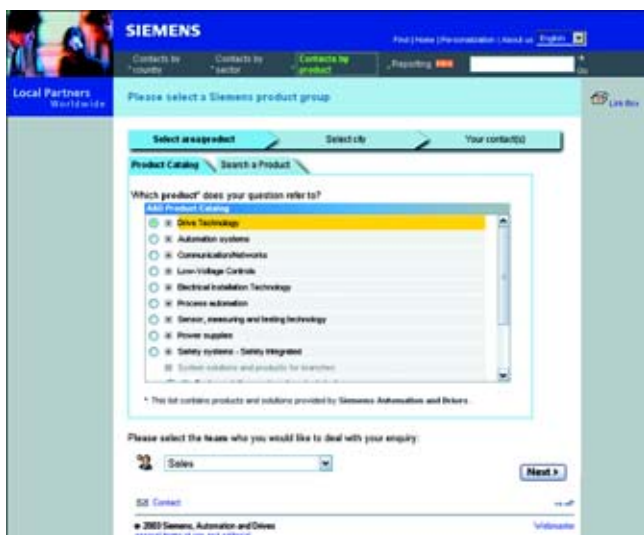 SIEMENS
Find | Home | Personalization | About us English
Contacts by country
Contacts by sector
Contacts by product
Reporting
Go
Local Partners
Worldwide
Please select a Siemens product group
Link Box
Select area/product
Select city
Your contact(s)
Product Catalog
Search a Product
Which product* does your question refer to?
A&D Product Catalog
Drive Technology
Automation systems
Communication/Networks
Low-Voltage Controls
Electrical Installation Technology
Process automation
Sensor, measuring and testing technology
Power supplies
Safety systems - Safety Integrated
System solutions and products for branches
* This list contains products and solutions provided by Siemens Automation and Drives.
Please select the team who you would like to deal with your enquiry:
Sales
Next >
Contact
© 2003 Siemens, Automation and Drives
Webmaster